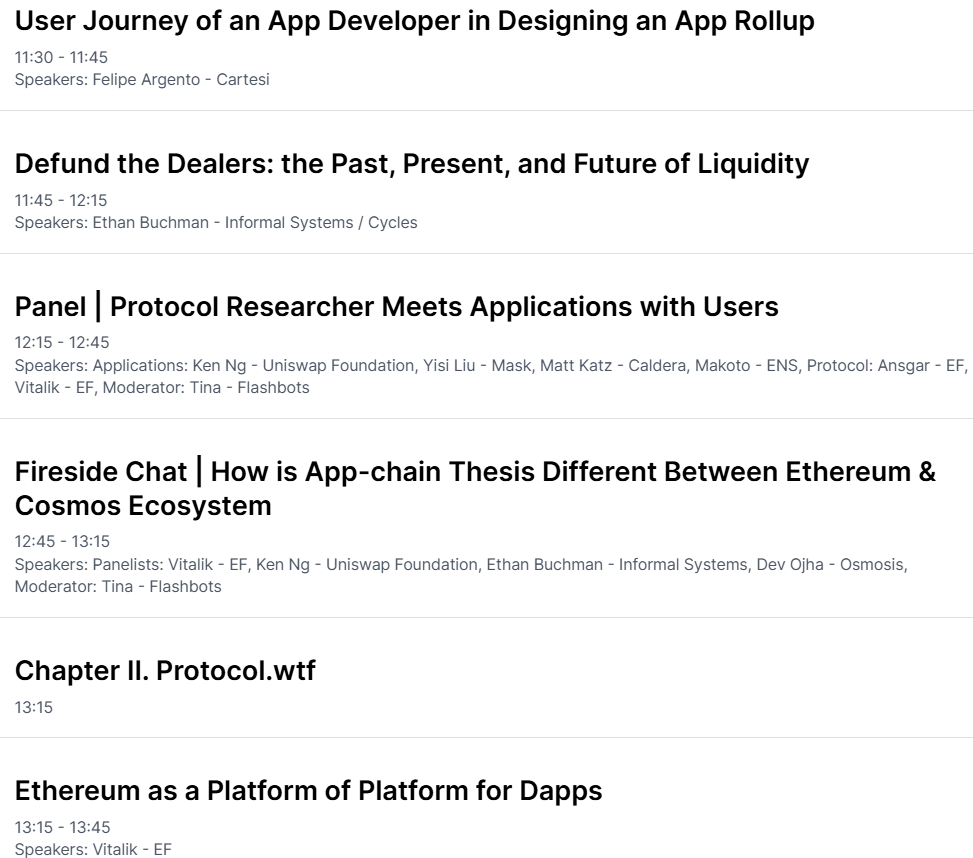 User Journey of an App Developer in Designing an App Rollup
11:30 - 11:45
Speakers: Felipe Argento - Cartesi
Defund the Dealers: the Past, Present, and Future of Liquidity
11:45 - 12:15
Speakers: Ethan Buchman - Informal Systems / Cycles
Panel | Protocol Researcher Meets Applications with Users
12:15 - 12:45
Speakers: Applications: Ken Ng - Uniswap Foundation, Yisi Liu - Mask, Matt Katz - Caldera, Makoto - ENS, Protocol: Ansgar - EF,
Vitalik - EF, Moderator: Tina - Flashbots
Fireside Chat | How is App-chain Thesis Different Between Ethereum &
Cosmos Ecosystem
12:45 - 13:15
Speakers: Panelists: Vitalik - EF, Ken Ng - Uniswap Foundation, Ethan Buchman - Informal Systems, Dev Ojha - Osmosis,
Moderator: Tina - Flashbots
Chapter II. Protocol.wtf
13:15
Ethereum as a Platform of Platform for Dapps
13:15 - 13:45
Speakers: Vitalik - EF